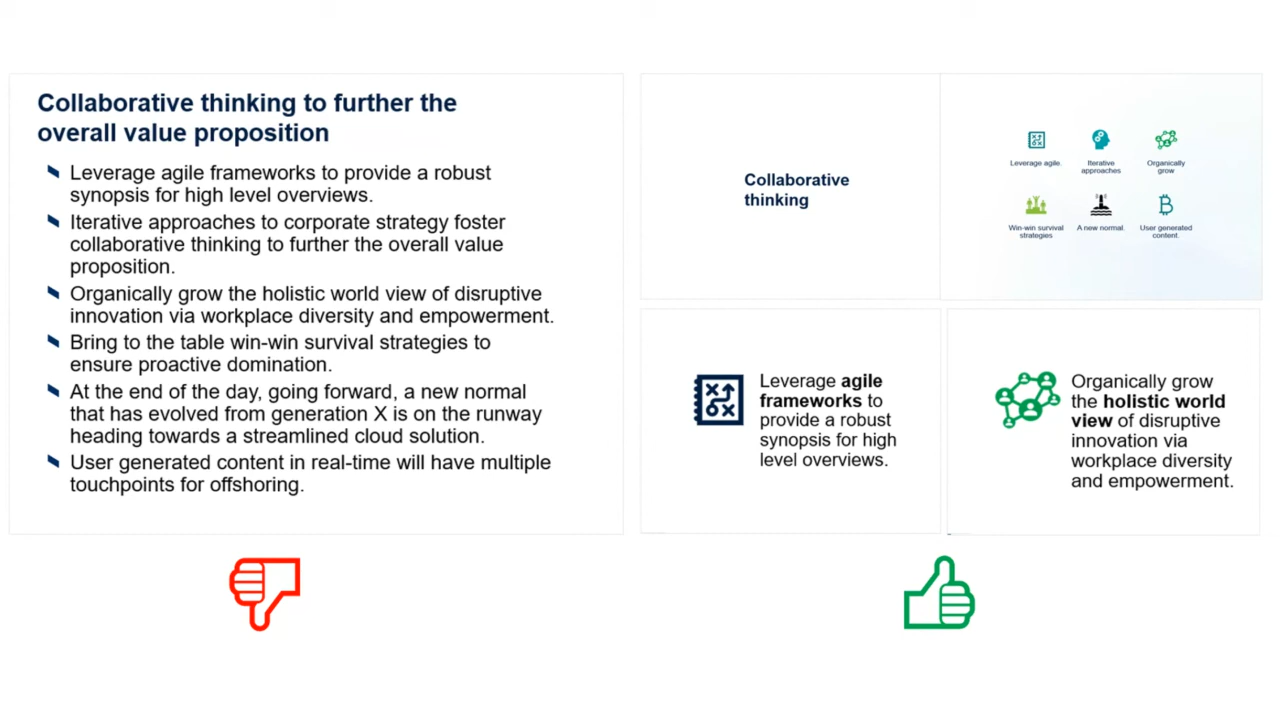 Collaborative thinking to further the
overall value proposition
Leverage agile frameworks to provide a robust
synopsis for high level overviews.
Iterative approaches to corporate strategy foster
collaborative thinking to further the overall value
proposition.
Organically grow the holistic world view of disruptive
innovation via workplace diversity and empowerment.
Bring to the table win-win survival strategies to
ensure proactive domination.
At the end of the day, going forward, a new normal
that has evolved from generation X is on the runway
heading towards a streamlined cloud solution.
User generated content in real-time will have multiple
touchpoints for offshoring.
Collaborative
thinking
Leverage agile.
Iterative
approaches
Organically
grow
Win-win survival
strategies
A new normal.
User generated
content.
Leverage agile
frameworks to
provide a robust
synopsis for high
level overviews.
Organically grow
the holistic world
view of disruptive
innovation via
workplace diversity
and empowerment.